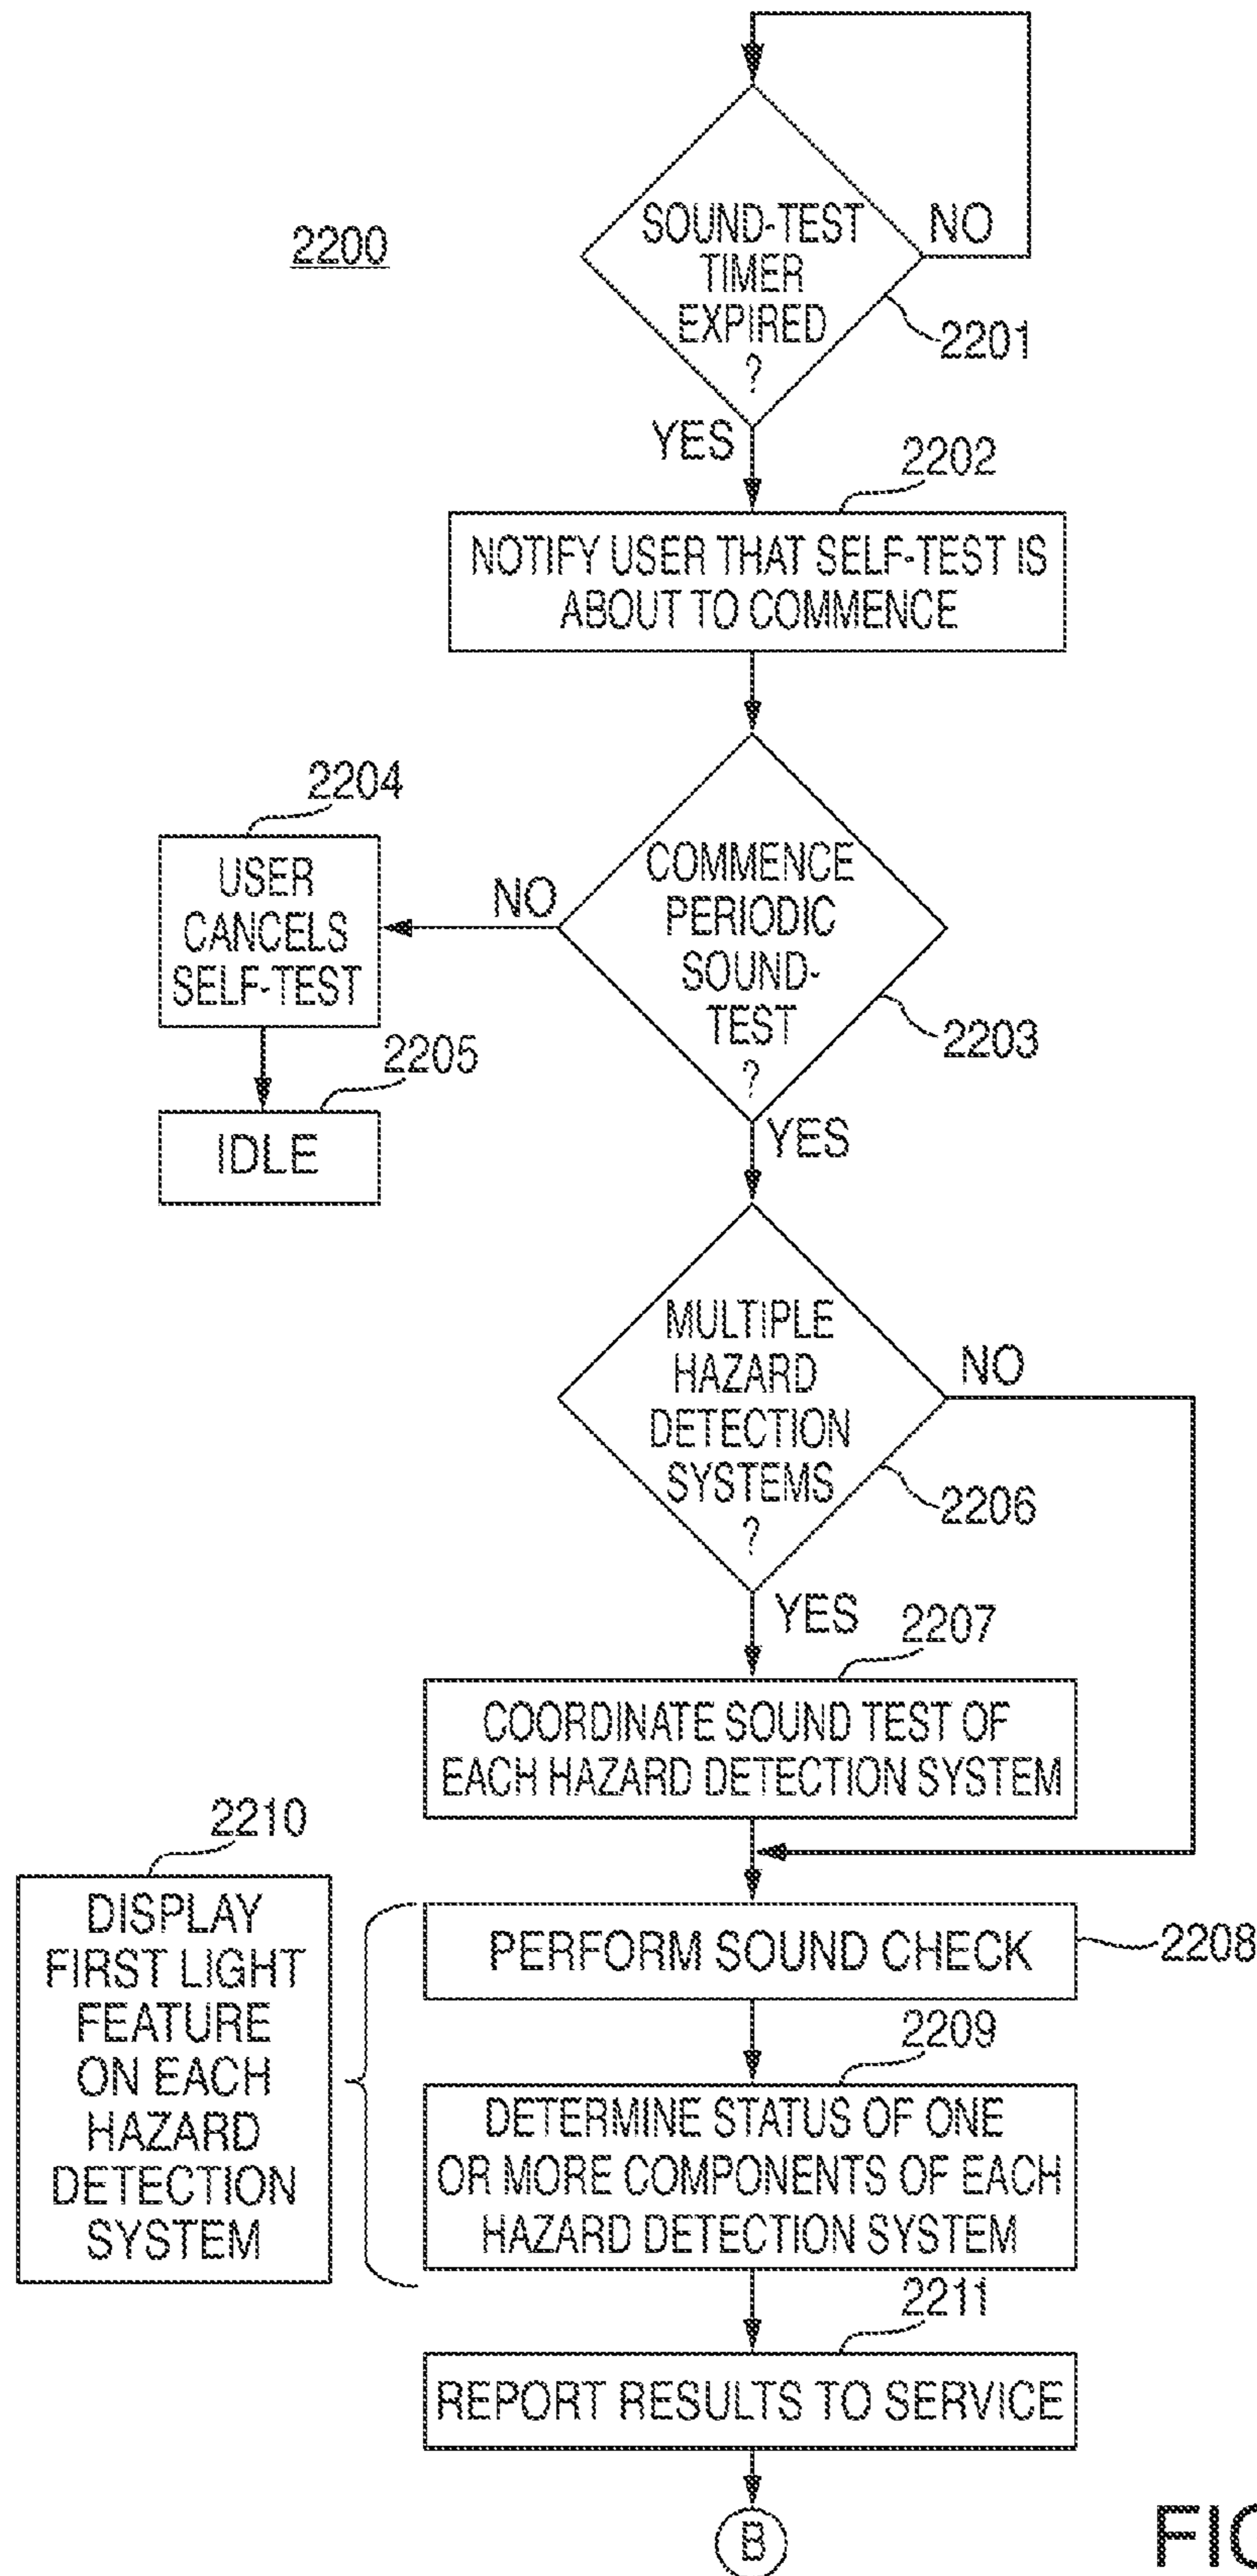 2200
SOUND-TEST
TIMER
EXPIRED
?
NO
2201
YES
2202
NOTIFY USER THAT SELF-TEST IS
ABOUT TO COMMENCE
2204
USER
CANCELS
SELF-TEST
NO
COMMENCE
PERIODIC
SOUND-
TEST
?
2203
2205
IDLE
YES
MULTIPLE
HAZARD
DETECTION
SYSTEMS
?
NO
2206
YES
2207
COORDINATE SOUND TEST OF
EACH HAZARD DETECTION SYSTEM
2210
DISPLAY
FIRST LIGHT
FEATURE
ON EACH
HAZARD
DETECTION
SYSTEM
PERFORM SOUND CHECK
2208
2209
DETERMINE STATUS OF ONE
OR MORE COMPONENTS OF EACH
HAZARD DETECTION SYSTEM
2211
REPORT RESULTS TO SERVICE
B